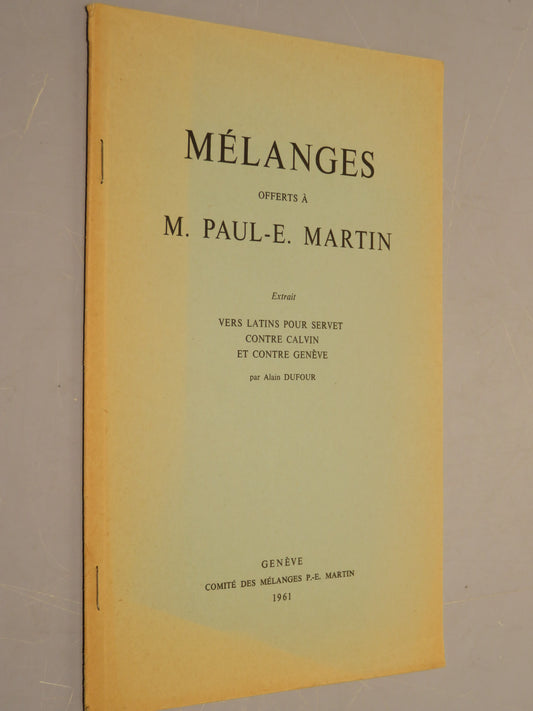 MÉLANGES
OFFERTS À
M. PAUL-E. MARTIN
Extrait
VERS LATINS POUR SERVET
CONTRE CALVIN
ET CONTRE GENÈVE
par Alain DUFOUR
GENÈVE
COMITÉ DES MÉLANGES P.-E. MARTIN
1961